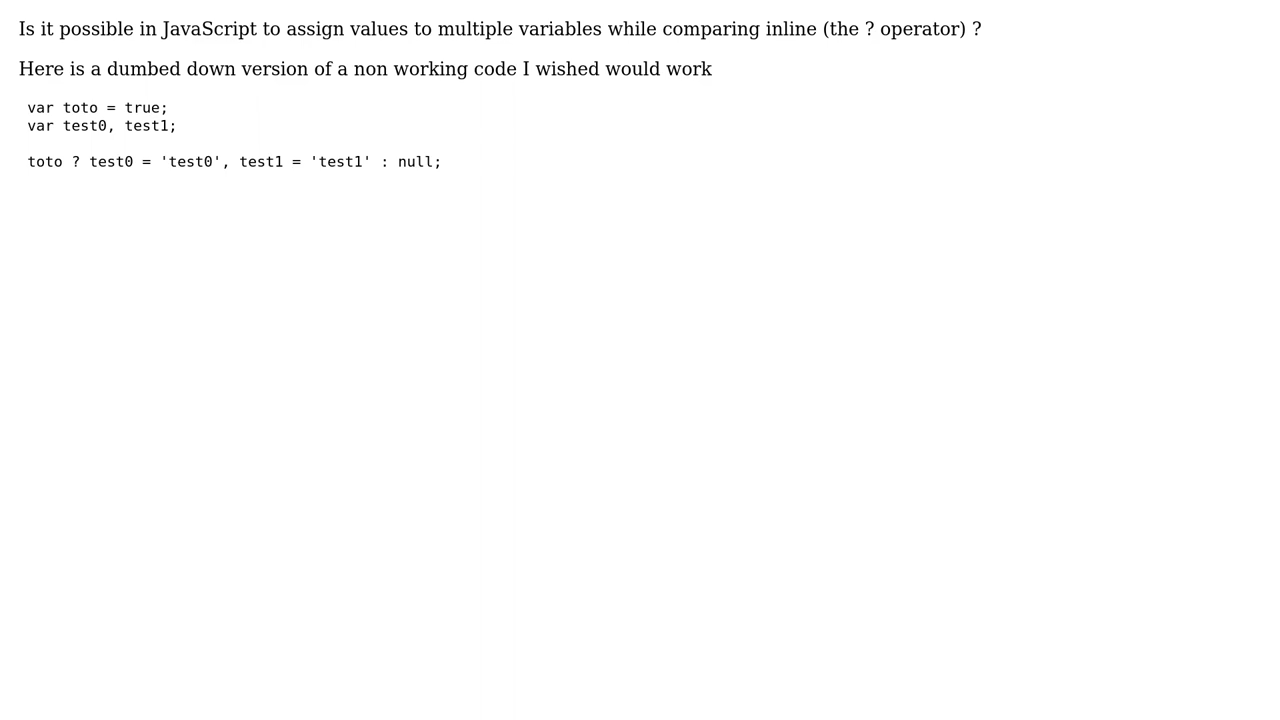 Is it possible in JavaScript to assign values to multiple variables while comparing inline (the ? operator) ?
Here is a dumbed down version of a non working code I wished would work
var toto = true;
var test0, test1;
toto ? test0 = 'test0', test1 = 'test1' : null;